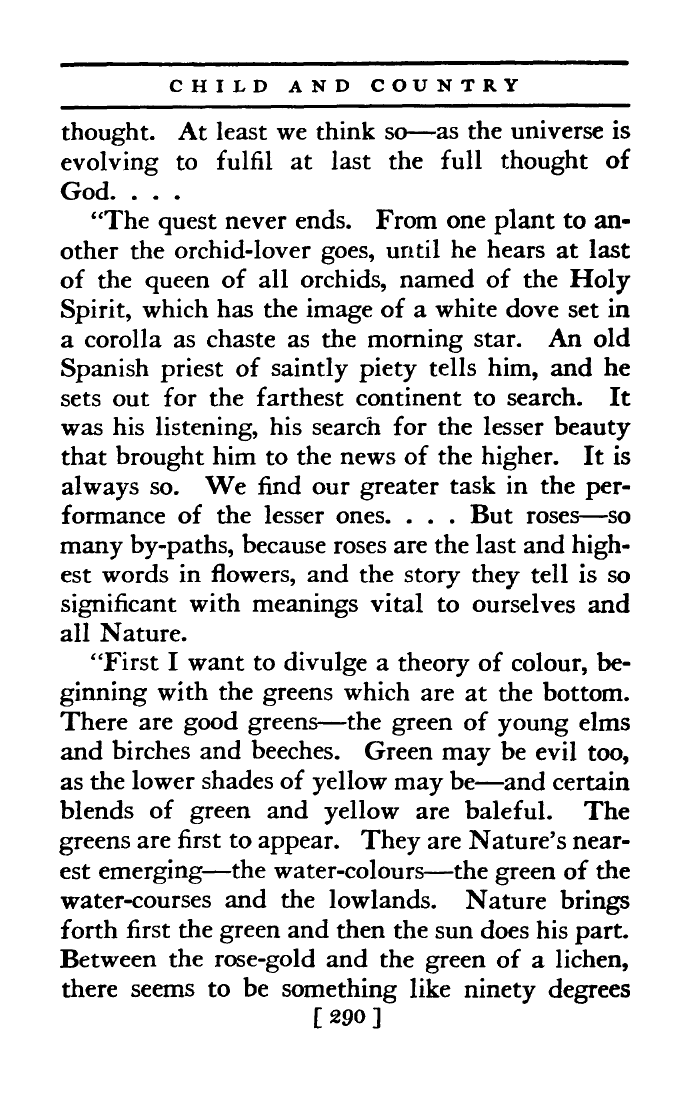 CHILD AND COUNTRY
thought. At least we think so—as the universe is
evolving to fulfil at last the full thought of
God. . . .
“The quest never ends. From one plant to an-
other the orchid-lover goes, until he hears at last
of the queen of all orchids, named of the Holy
Spirit, which has the image of a white dove set in
a corolla as chaste as the morning star. An old
Spanish priest of saintly piety tells him, and he
sets out for the farthest continent to search. It
was his listening, his search for the lesser beauty
that brought him to the news of the higher. It is
always so. We find our greater task in the per-
formance of the lesser ones. . . . But roses—so
many by-paths, because roses are the last and high-
est words in flowers, and the story they tell is so
significant with meanings vital to ourselves and
all Nature.
“First I want to divulge a theory of colour, be-
ginning with the greens which are at the bottom.
There are good greens—the green of young elms
and birches and beeches. Green may be evil too,
as the lower shades of yellow may be—and certain
blends of green and yellow are baleful. The
greens are first to appear. They are Nature’s near-
est emerging—the water-colours—the green of the
water-courses and the lowlands. Nature brings
forth first the green and then the sun does his part.
Between the rose-gold and the green of a lichen,
there seems to be something like ninety degrees
[ 290 ]